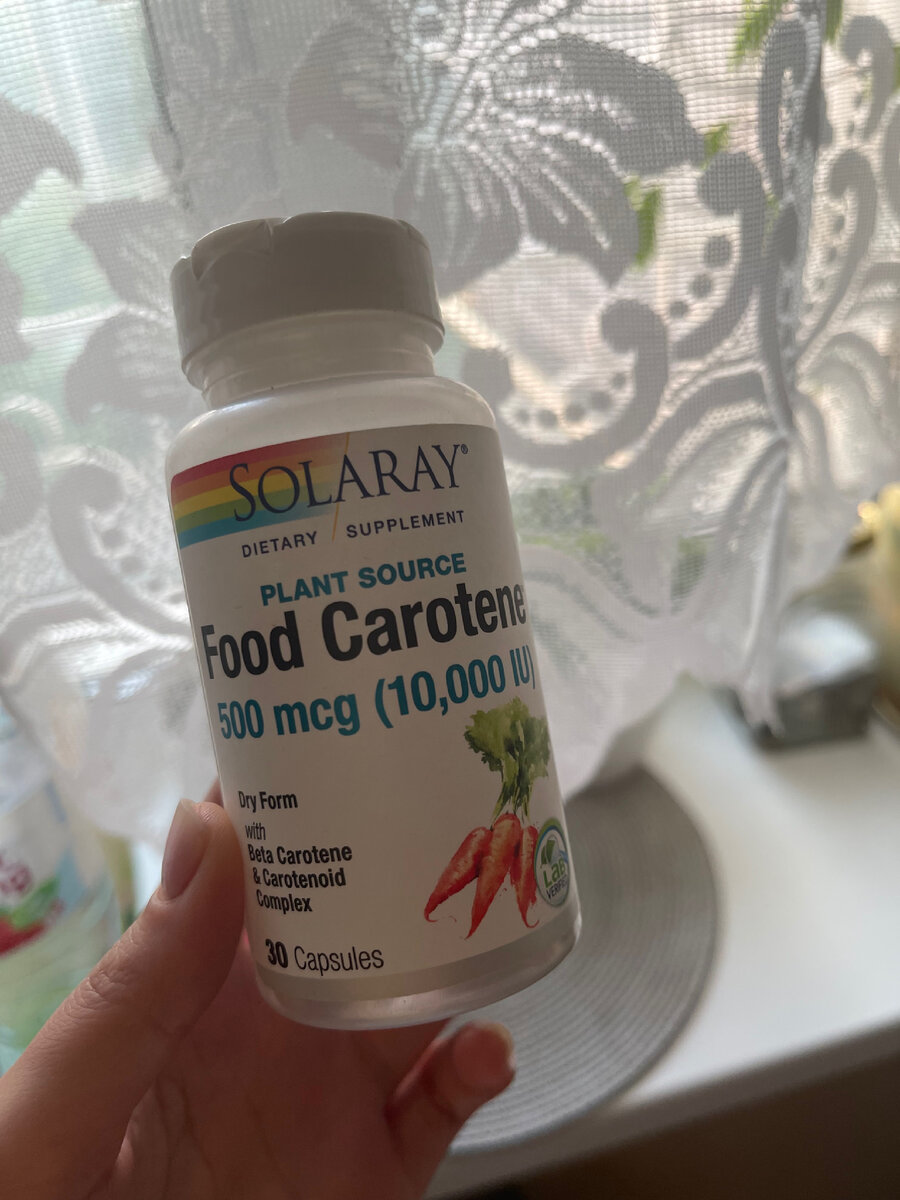 SOLARAY®
DIETARY SUPPLEMENT
PLANT SOURCE
Food Carotene
500 mcg (10,000 IU)
Dry Form
with
Beta Carotene
& Carotenoid
Complex
LAB
30 Capsules